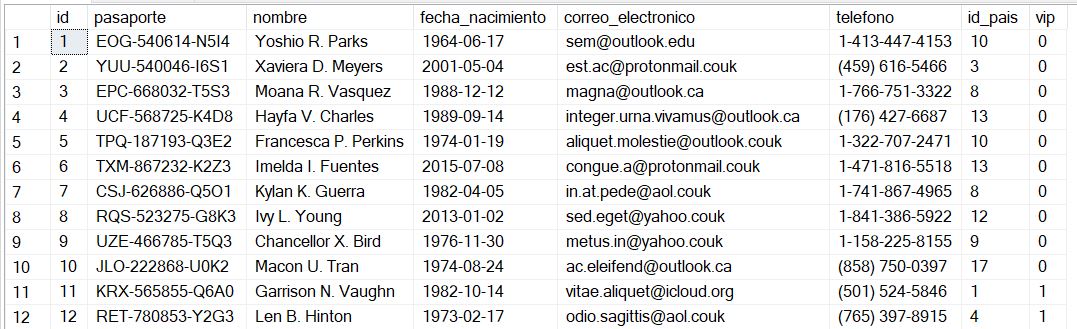 id pasaporte nombre fecha_nacimiento correo_electronico telefono id_pais vip
1 1 EOG-540614-N5I4 Yoshio R. Parks 1964-06-17 sem@outlook.edu 1-413-447-4153 10 0
2 2 YUU-540046-I6S1 Xaviera D. Meyers 2001-05-04 est.ac@protonmail.couk (459) 616-5466 3 0
3 3 EPC-668032-T5S3 Moana R. Vasquez 1988-12-12 magna@outlook.ca 1-766-751-3322 8 0
4 4 UCF-568725-K4D8 Hayfa V. Charles 1989-09-14 integer.urna.vivamus@outlook.ca (176) 427-6687 13 0
5 5 TPQ-187193-Q3E2 Francesca P. Perkins 1974-01-19 aliquet.molestie@outlook.couk 1-322-707-2471 10 0
6 6 TXM-867232-K2Z3 Imelda I. Fuentes 2015-07-08 congue.a@protonmail.couk 1-471-816-5518 13 0
7 7 CSJ-626886-Q5O1 Kylan K. Guerra 1982-04-05 in.at.pede@aol.couk 1-741-867-4965 8 0
8 8 RQS-523275-G8K3 Ivy L. Young 2013-01-02 sed.eget@yahoo.couk 1-841-386-5922 12 0
9 9 UZE-466785-T5Q3 Chancellor X. Bird 1976-11-30 metus.in@yahoo.couk 1-158-225-8155 9 0
10 10 JLO-222868-U0K2 Macon U. Tran 1974-08-24 ac.eleifend@outlook.ca (858) 750-0397 17 0
11 11 KRX-565855-Q6A0 Garrison N. Vaughn 1982-10-14 vitae.aliquet@icloud.org (501) 524-5846 1 1
12 12 RET-780853-Y2G3 Len B. Hinton 1973-02-17 odio.sagittis@aol.couk (765) 397-8915 4 1